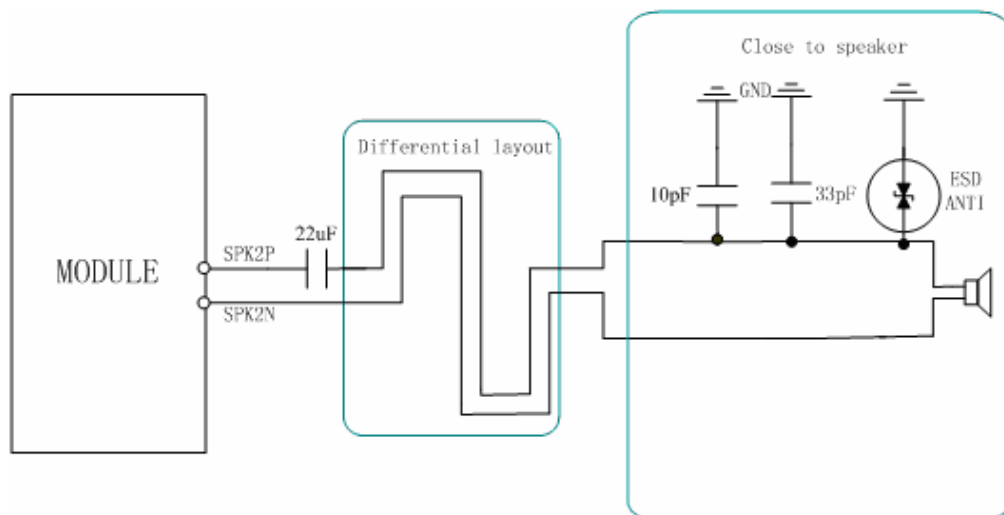 Close to speaker
GND
Differential layout
10pF
33pF
ESD
ANTI
22uF
SPK2P
MODULE
SPK2N